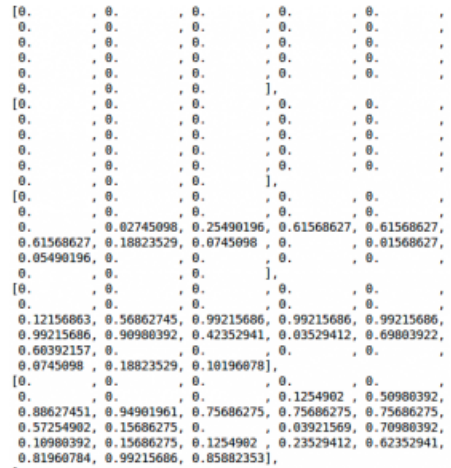 [0.        , 0.        , 0.        , 0.        , 0.        ,
0.        , 0.        , 0.        , 0.        , 0.        ,
0.        , 0.        , 0.        , 0.        , 0.        ,
0.        , 0.        , 0.        , 0.        , 0.        ,
0.        , 0.        , 0.        , 0.        , 0.        ,
0.        , 0.        , 0.        ],
[0.        , 0.        , 0.        , 0.        , 0.        ,
0.        , 0.        , 0.        , 0.        , 0.        ,
0.        , 0.        , 0.        , 0.        , 0.        ,
0.        , 0.        , 0.        , 0.        , 0.        ,
0.        , 0.        , 0.        , 0.        , 0.        ,
0.        , 0.        , 0.        ],
[0.        , 0.        , 0.        , 0.        , 0.        ,
0.        , 0.        , 0.        , 0.        , 0.        ,
0.        , 0.02745098, 0.25490196, 0.61568627, 0.61568627,
0.61568627, 0.18823529, 0.0745098 , 0.        , 0.01568627,
0.05490196, 0.        , 0.        , 0.        , 0.        ,
0.        , 0.        , 0.        ],
[0.        , 0.        , 0.        , 0.        , 0.        ,
0.        , 0.        , 0.        , 0.        , 0.        ,
0.12156863, 0.56862745, 0.99215686, 0.99215686, 0.99215686,
0.99215686, 0.90980392, 0.42352941, 0.03529412, 0.69803922,
0.60392157, 0.        , 0.        , 0.        , 0.        ,
0.0745098 , 0.18823529, 0.10196078],
[0.        , 0.        , 0.        , 0.        , 0.        ,
0.        , 0.        , 0.        , 0.1254902 , 0.50980392,
0.88627451, 0.94901961, 0.75686275, 0.75686275, 0.75686275,
0.57254902, 0.15686275, 0.        , 0.03921569, 0.70980392,
0.10980392, 0.15686275, 0.1254902 , 0.23529412, 0.62352941,
0.81960784, 0.99215686, 0.85882353],